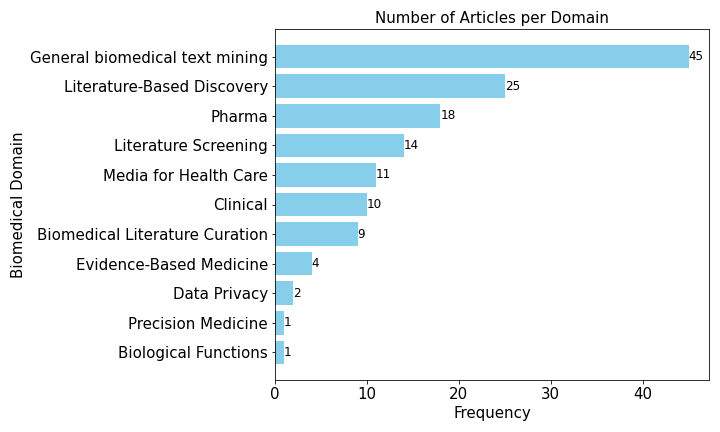 Number of Articles per Domain
Biomedical Domain
General biomedical text mining 45
Literature-Based Discovery 25
Pharma 18
Literature Screening 14
Media for Health Care 11
Clinical 10
Biomedical Literature Curation 9
Evidence-Based Medicine 4
Data Privacy 2
Precision Medicine 1
Biological Functions 1
0 10 20 30 40
Frequency